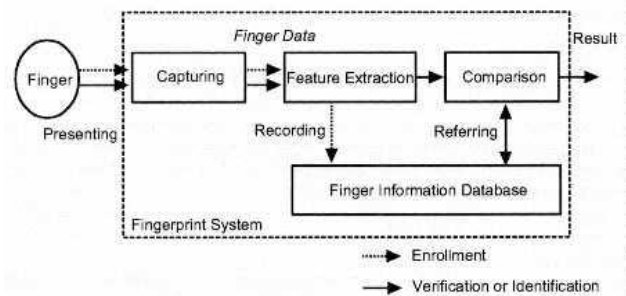 Finger Data
Result
Finger
Capturing
Feature Extraction
Comparison
Presenting
Recording
Referring
Finger Information Database
Fingerprint System
Enrollment
Verification or Identification